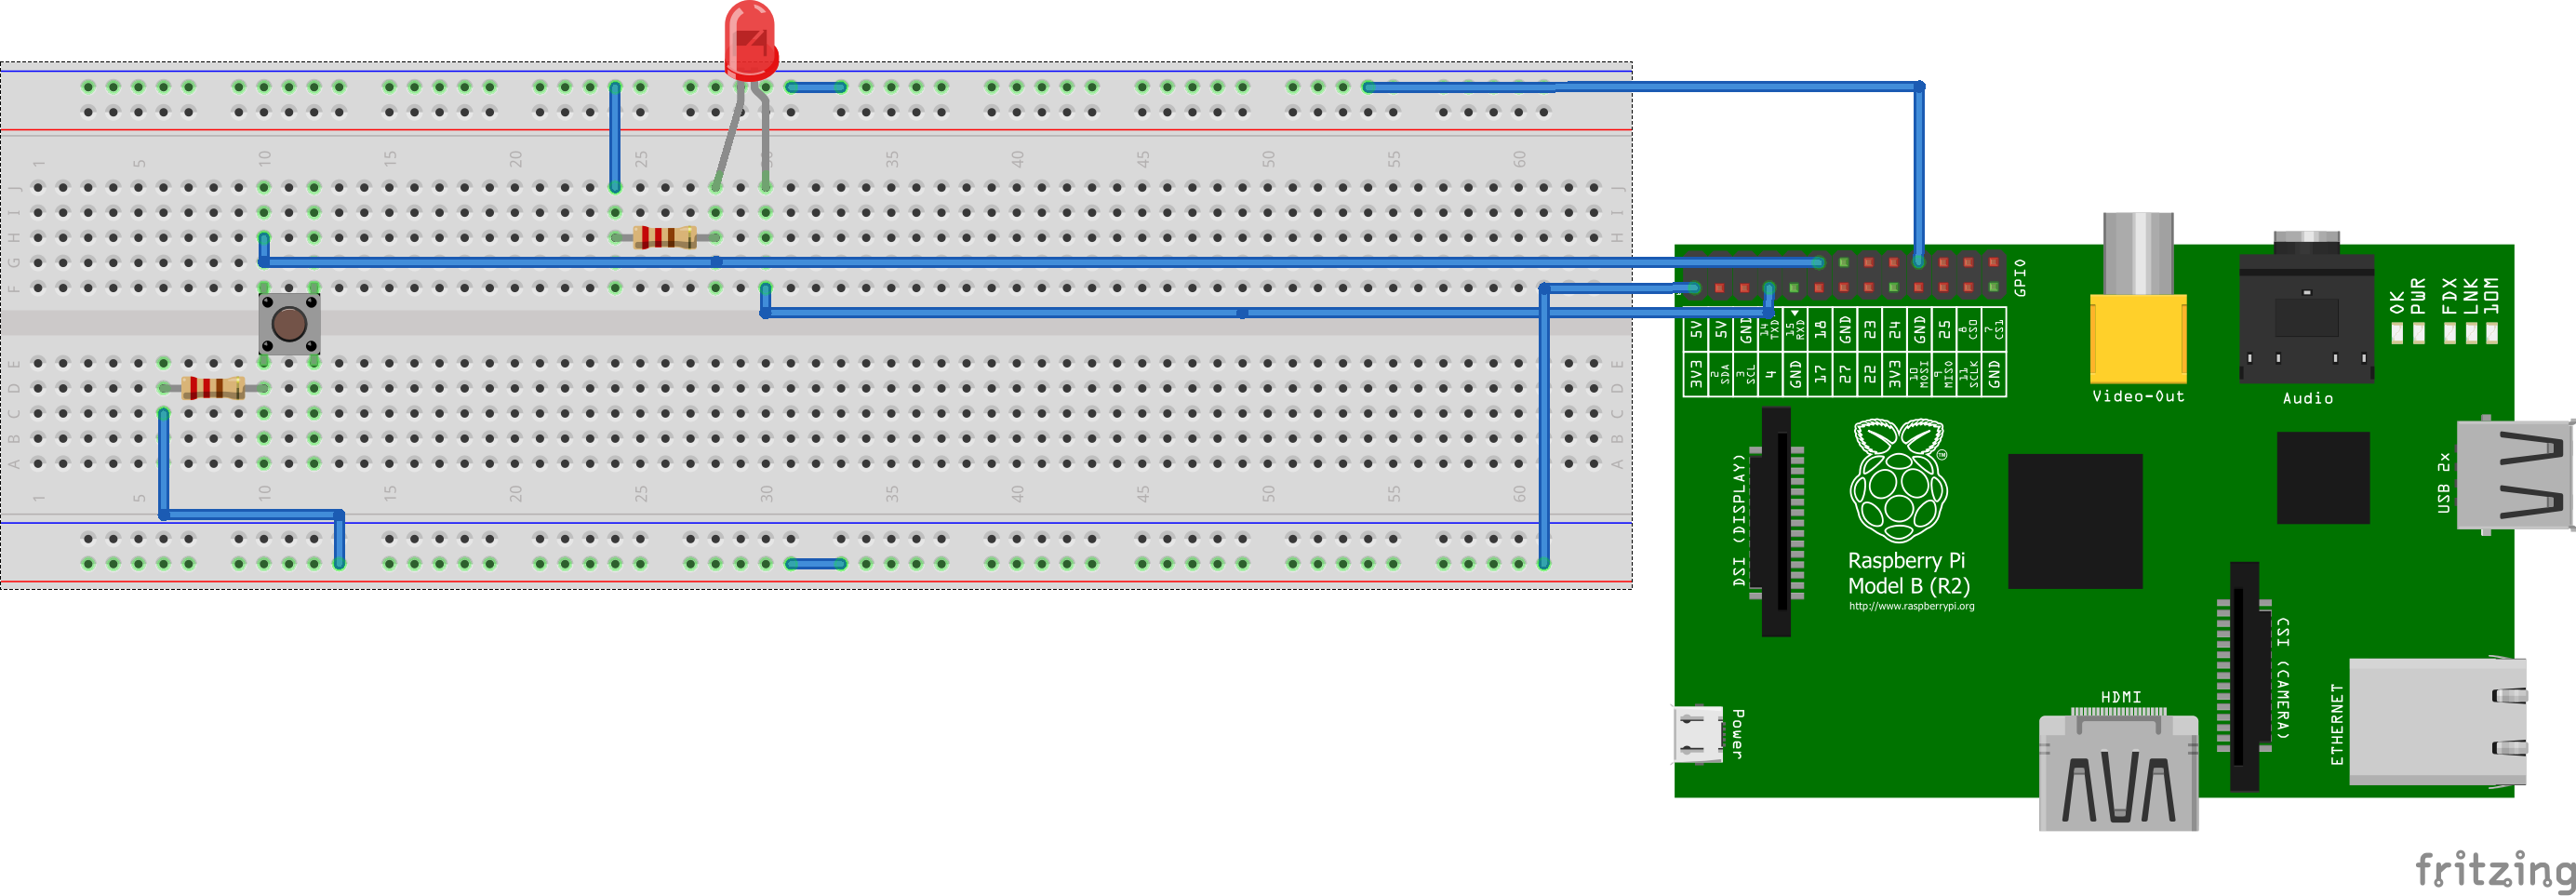 1 5 10 15 20 25 30 35 40 45 50 55 60
J J
I I
H H
G G
F F
E E
D D
C C
B B
A A
1 5 10 15 20 25 30 35 40 45 50 55 60
GPIO
5V 5V GND 14 TXD 15 RXD 18 GND 23 24 GND 25 8 CS0 7 CS1
3V3 2 SDA 3 SCL 4 GND 17 27 22 3V3 10 MOSI 9 MISO 11 SCLK GND
Video-Out
Audio
OK
PWR
FDX
LNK
10M
DSI (DISPLAY)
TM
Raspberry Pi
Model B (R2)
http://www.raspberrypi.org
USB 2x
CSI (CAMERA)
Power
HDMI
ETHERNET
fritzing